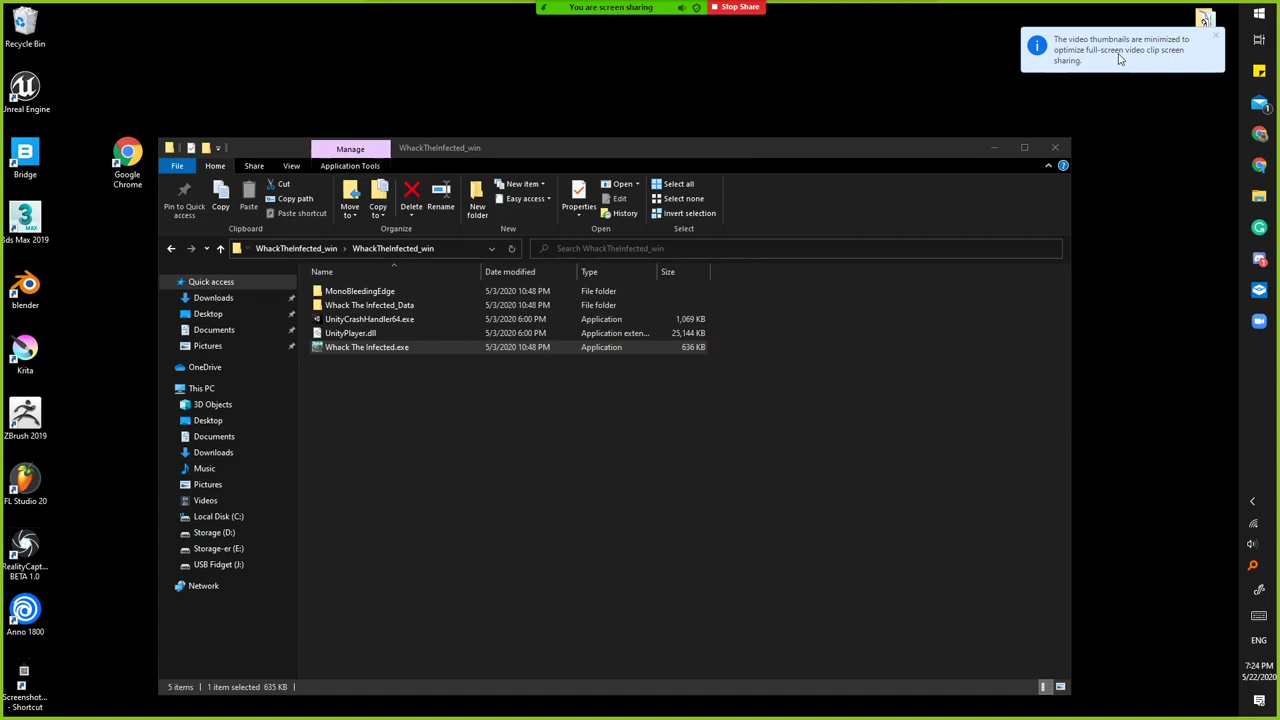 You are screen sharing
Stop Share
The video thumbnails are minimized to
optimize full-screen video clip screen
sharing.
Recycle Bin
Unreal Engine
Bridge
3ds Max 2019
blender
Krita
ZBrush 2019
FL Studio 20
RealityCapt...
BETA 1.0
Anno 1800
Screenshot...
- Shortcut
Google
Chrome
Manage
WhackTheInfected_win
File
Home
Share
View
Application Tools
Pin to Quick
access
Copy
Paste
Cut
Copy path
Paste shortcut
Clipboard
Move
to
Copy
to
Delete
Rename
Organize
New
folder
New item
Easy access
New
Properties
Open
Edit
History
Open
Select all
Select none
Invert selection
Select
WhackTheInfected_win > WhackTheInfected_win
Search WhackTheInfected_win
Name Date modified Type Size
MonoBleedingEdge 5/3/2020 10:48 PM File folder
Whack The Infected_Data 5/3/2020 10:48 PM File folder
UnityCrashHandler64.exe 5/3/2020 6:00 PM Application 1,069 KB
UnityPlayer.dll 5/3/2020 6:00 PM Application exten... 25,144 KB
Whack The Infected.exe 5/3/2020 10:48 PM Application 636 KB
Quick access
Downloads
Desktop
Documents
Pictures
OneDrive
This PC
3D Objects
Desktop
Documents
Downloads
Music
Pictures
Videos
Local Disk (C:)
Storage (D:)
Storage-er (E:)
USB Fidget (J:)
Network
5 items
1 item selected 635 KB
1
ENG
7:24 PM
5/22/2020